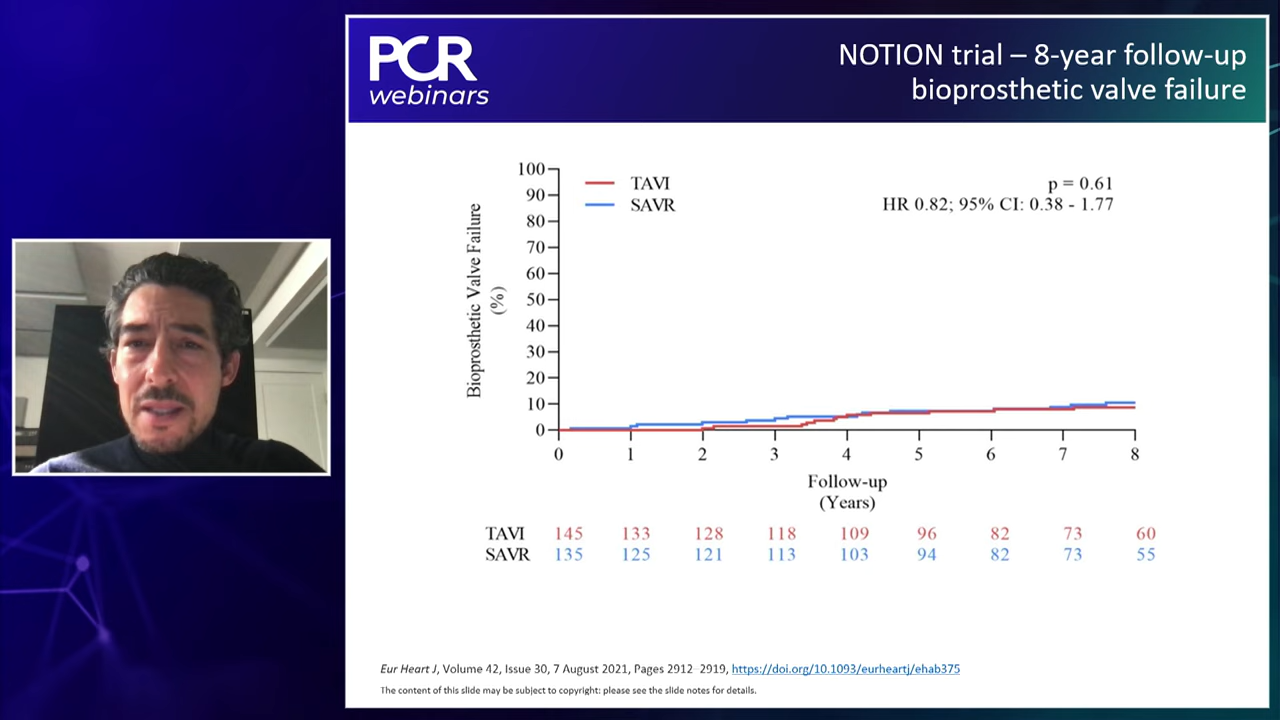 PCR
webinars
NOTION trial – 8-year follow-up
bioprosthetic valve failure
100
90
80
70
60
50
40
30
20
10
0
Bioprosthetic Valve Failure
(%)
TAVI
SAVR
p = 0.61
HR 0.82; 95% CI: 0.38 - 1.77
0 1 2 3 4 5 6 7 8
Follow-up
(Years)
TAVI 145 133 128 118 109 96 82 73 60
SAVR 135 125 121 113 103 94 82 73 55
Eur Heart J, Volume 42, Issue 30, 7 August 2021, Pages 2912–2919, https://doi.org/10.1093/eurheartj/ehab375
The content of this slide may be subject to copyright: please see the slide notes for details.